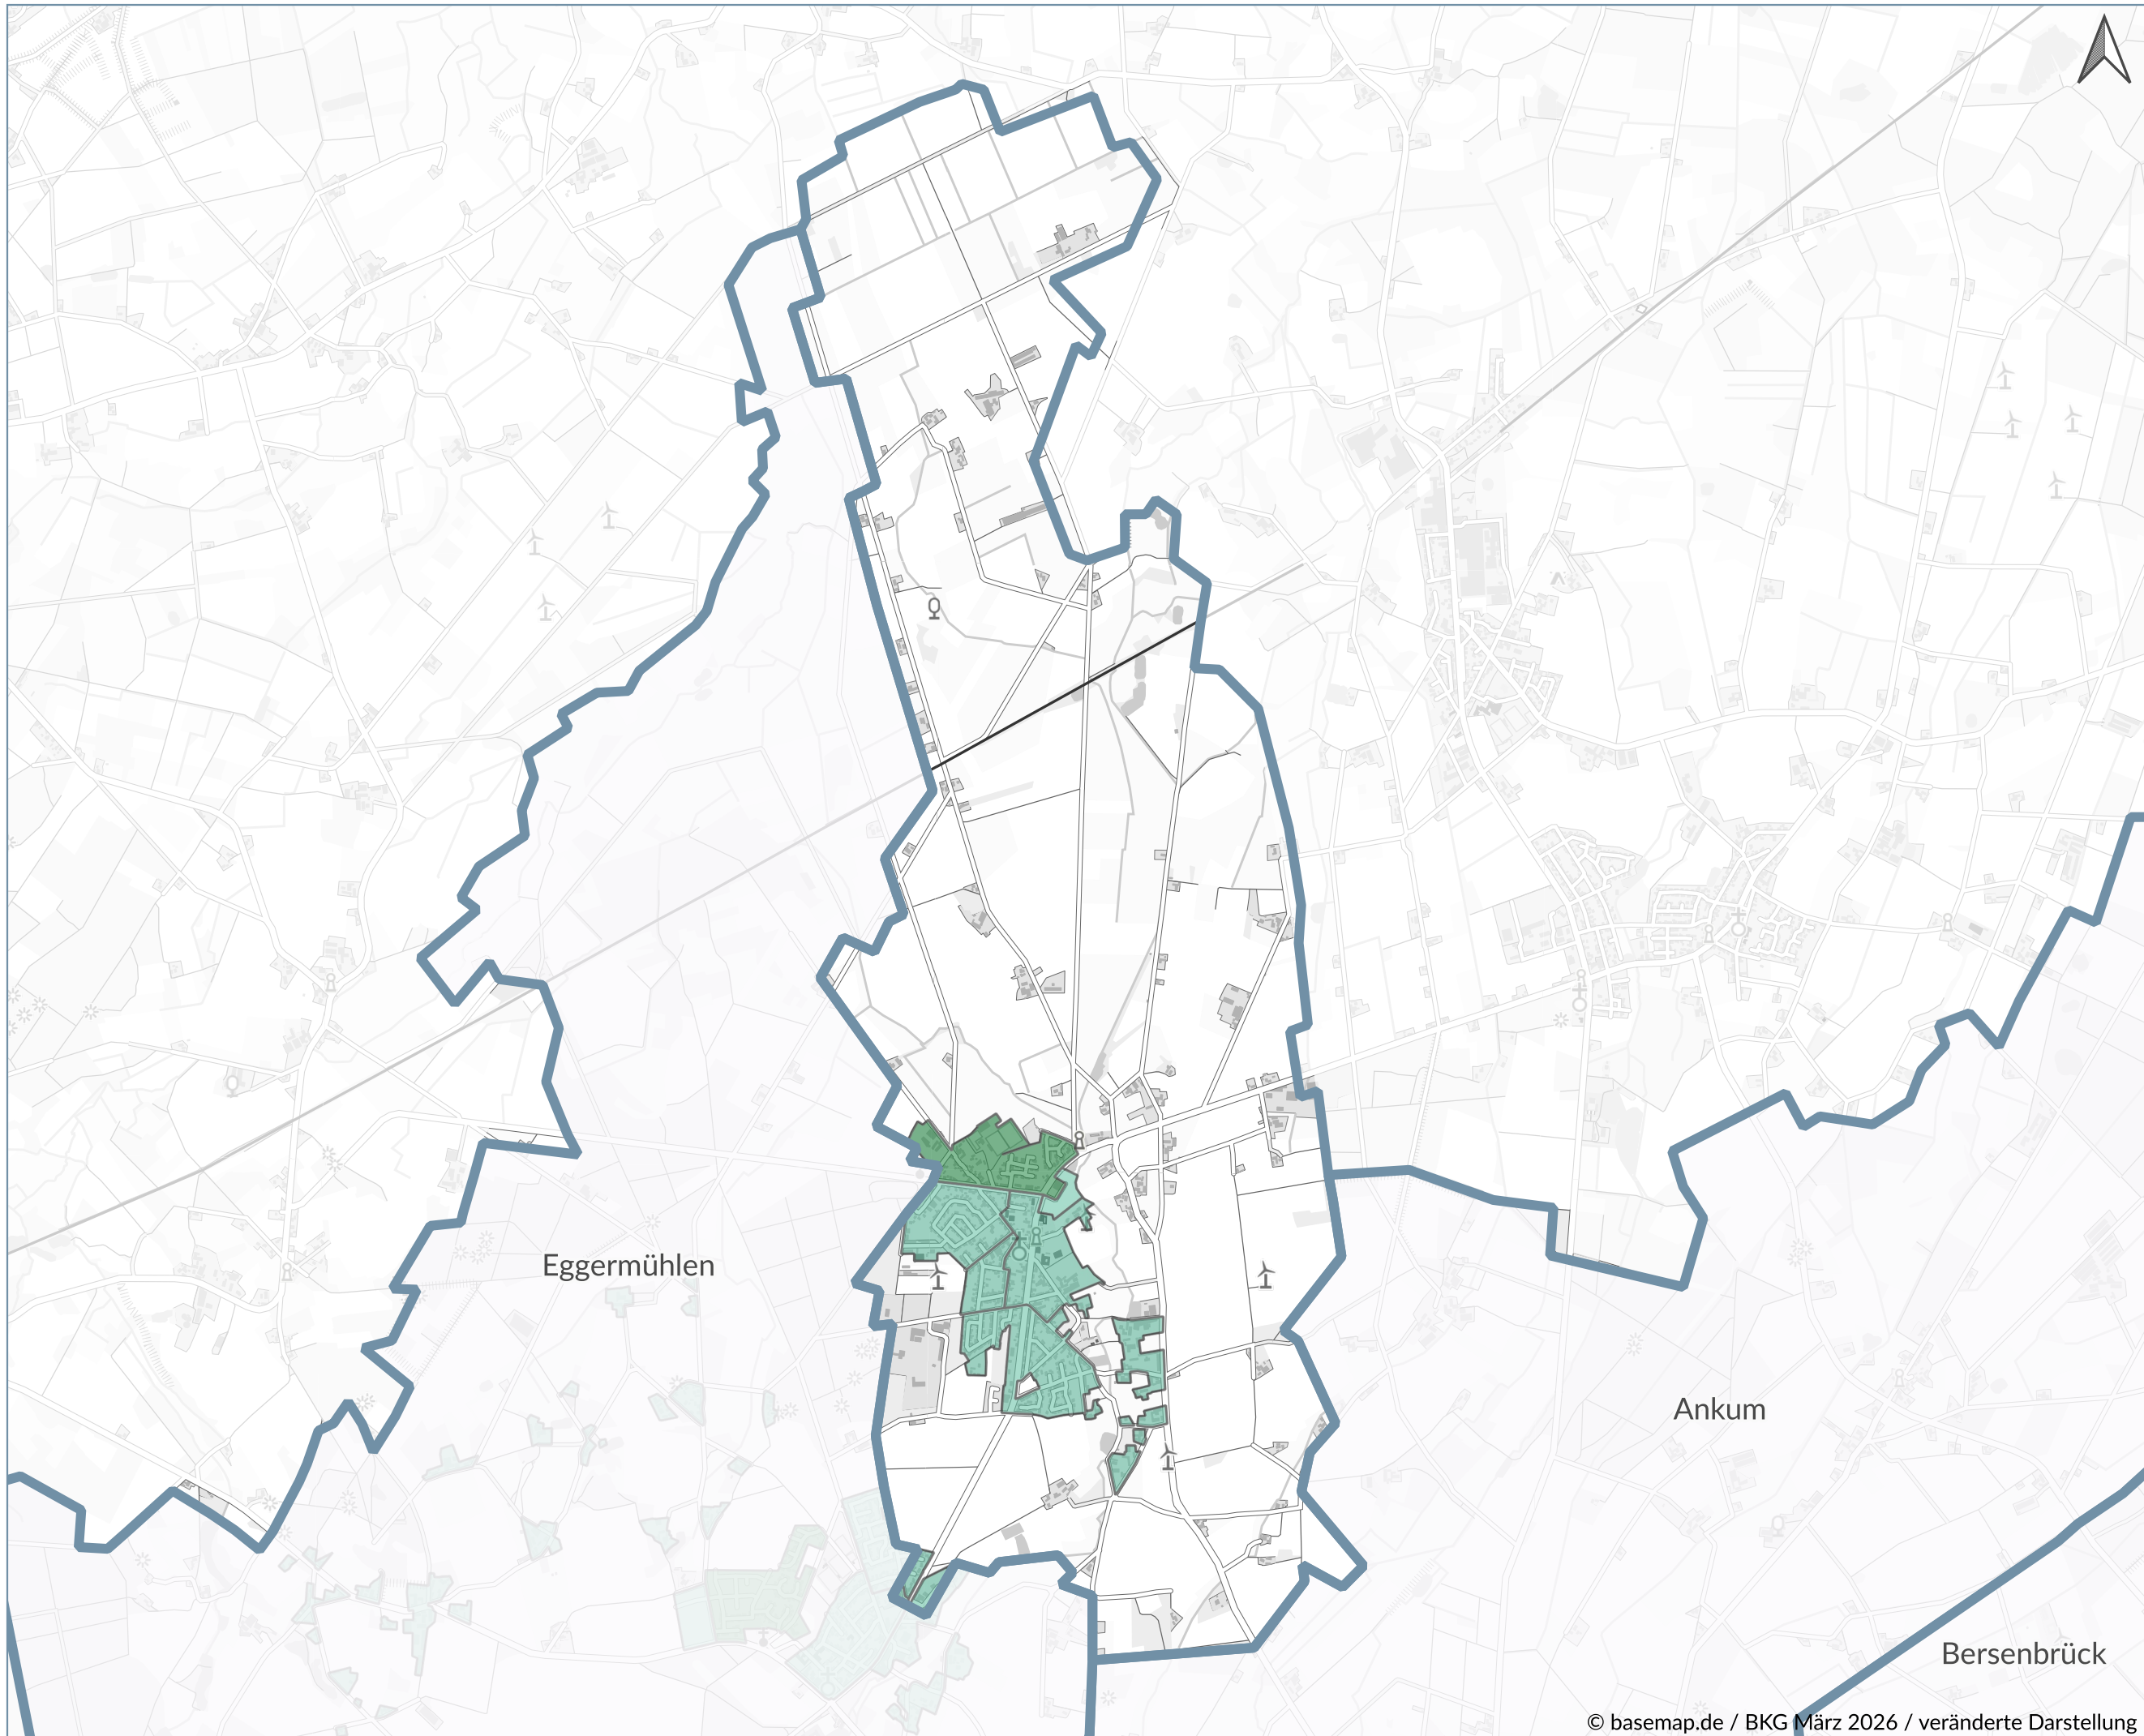 Eggermühlen
Ankum
Bersenbrück
© basemap.de / BKG März 2026 / veränderte Darstellung